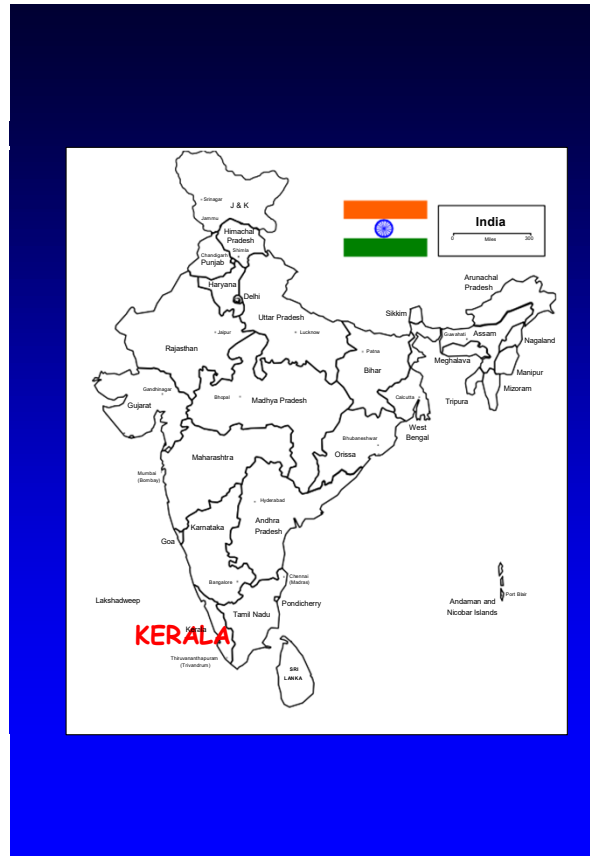 Srinagar
J & K
Jammu
India
0 Miles 300
Himachal
Pradesh
Shimla
Chandigarh
Punjab
Arunachal
Pradesh
Haryana
Delhi
Uttar Pradesh
Sikkim
Jaipur
Lucknow
Guwahati
Assam
Nagaland
Rajasthan
Patna
Bihar
Meghalava
Manipur
Mizoram
Gandhinagar
Gujarat
Bhopal
Madhya Pradesh
Calcutta
Tripura
West
Bengal
Bhubaneshwar
Orissa
Maharashtra
Mumbai
(Bombay)
Hyderabad
Andhra
Pradesh
Karnataka
Goa
Bangalore
Chennai
(Madras)
Lakshadweep
Pondicherry
Port Blair
Andaman and
Nicobar Islands
Tamil Nadu
Kerala
KERALA
Thiruvananthapuram
(Trivandrum)
SRI
LANKA